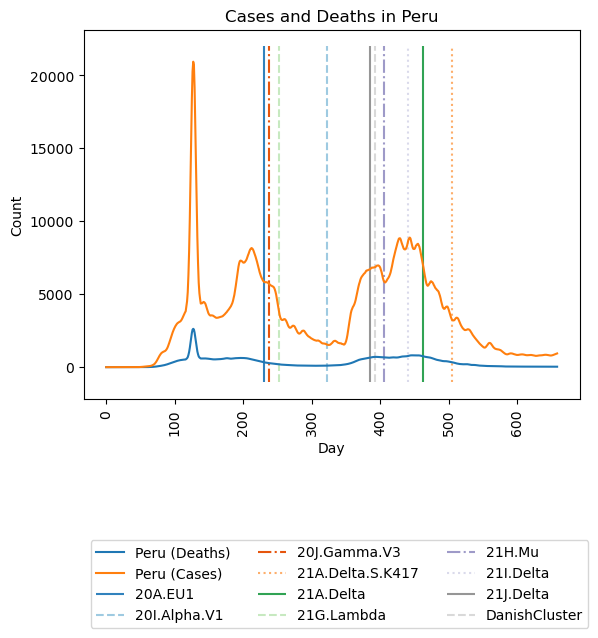 Cases and Deaths in Peru
20000
15000
10000
5000
0
Count
0 100 200 300 400 500 600
Day
Peru (Deaths) 20J.Gamma.V3 21H.Mu
Peru (Cases) 21A.Delta.S.K417 21I.Delta
20A.EU1 21A.Delta 21J.Delta
20I.Alpha.V1 21G.Lambda DanishCluster